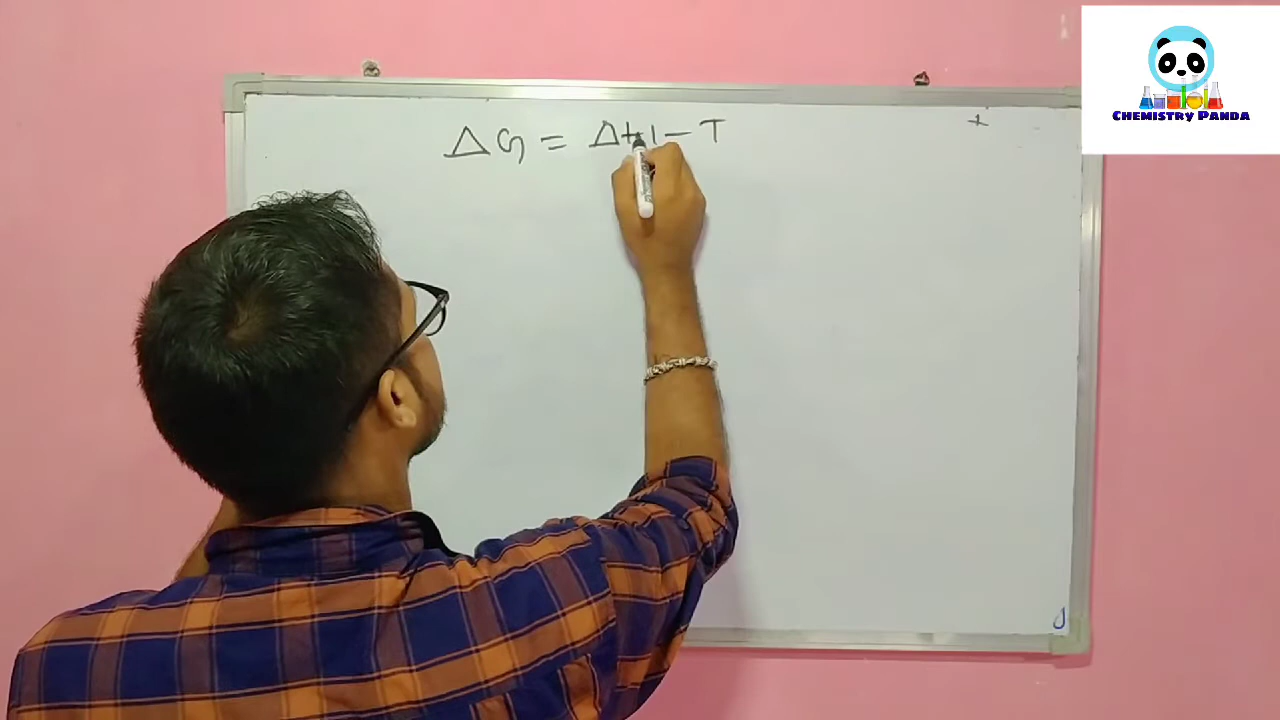 ΔG = ΔH - T
CHEMISTRY PANDA